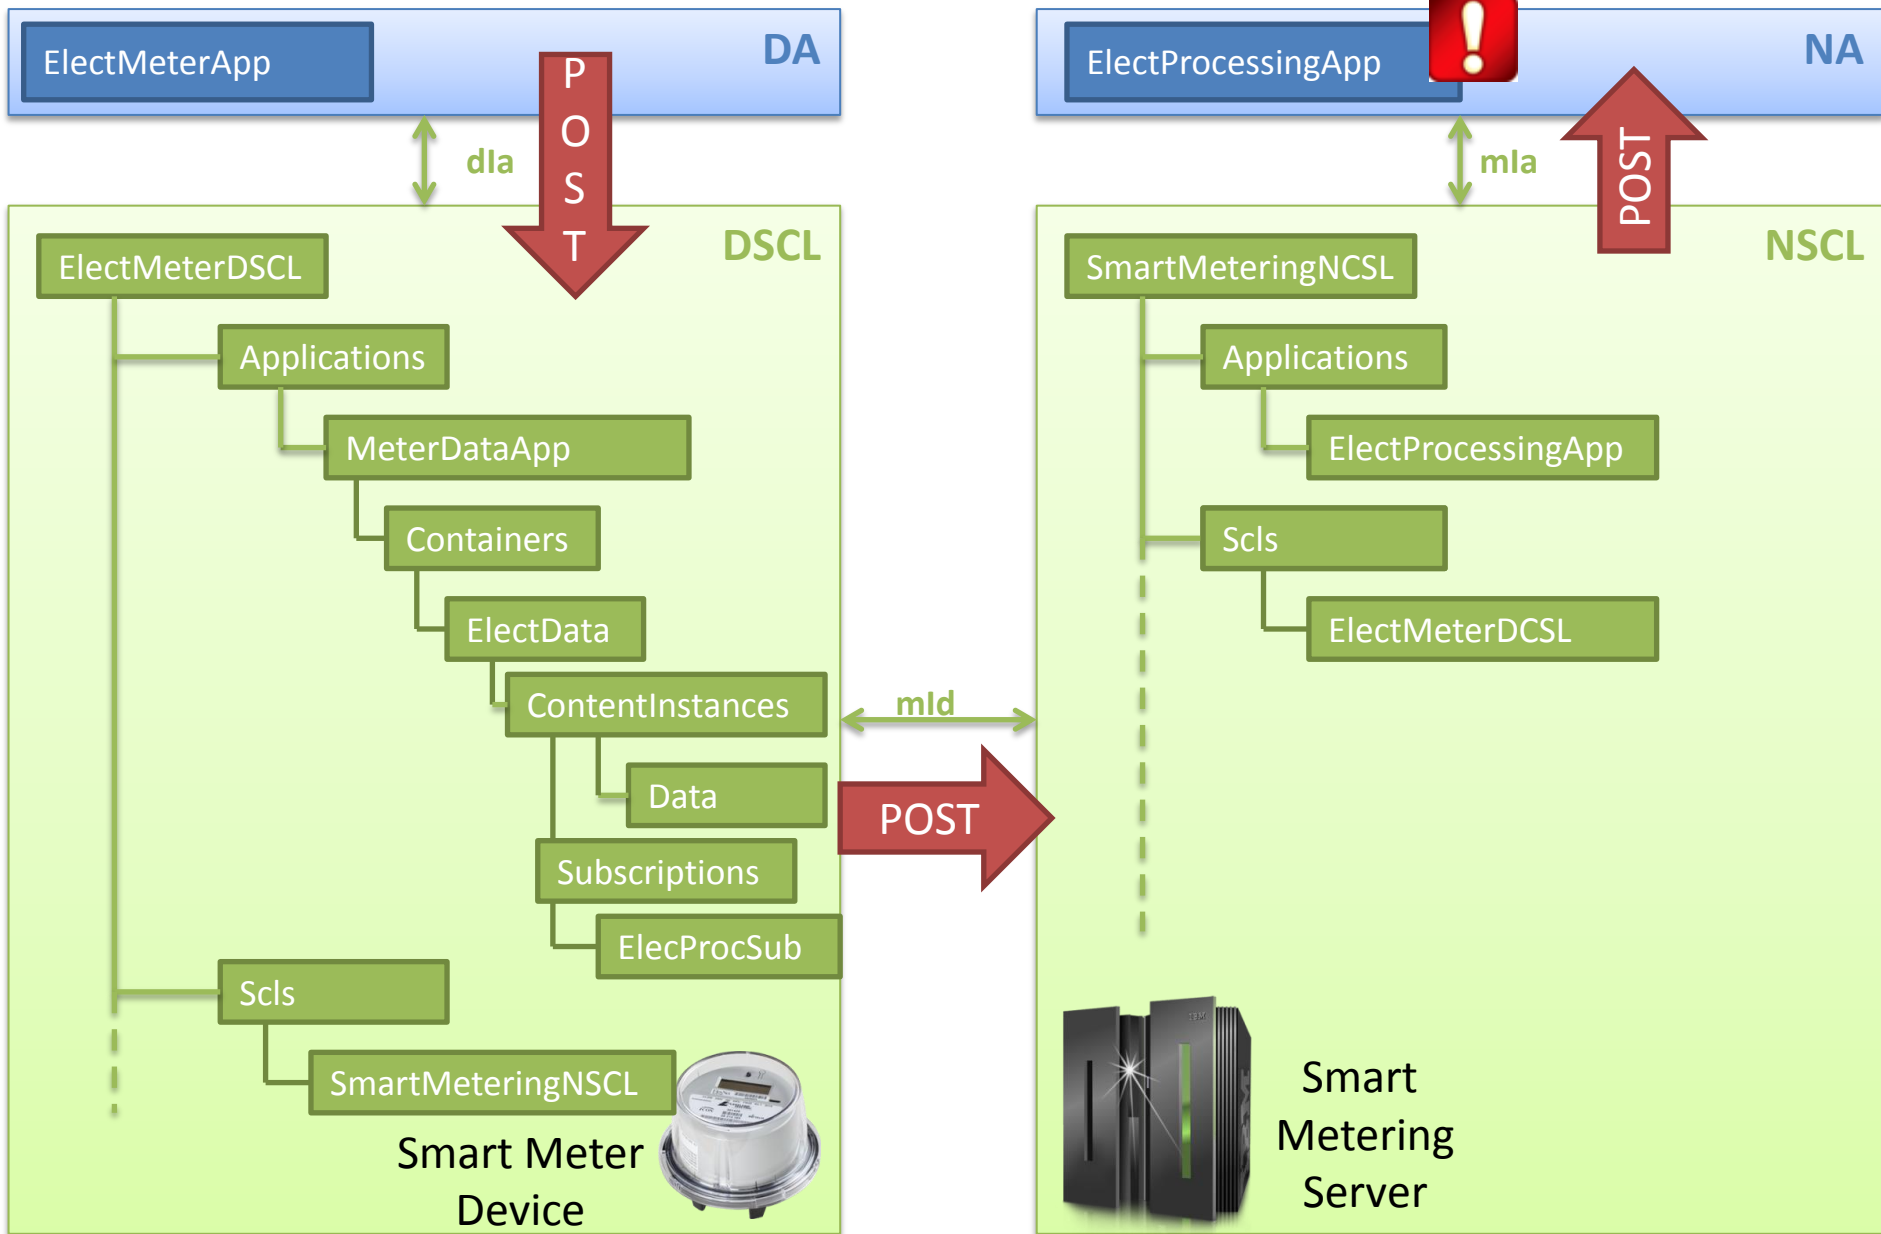 ElectMeterApp
DA
POST
dIa
DSCL
ElectMeterDSCL
Applications
MeterDataApp
Containers
ElectData
ContentInstances
Data
Subscriptions
ElecProcSub
Scls
SmartMeteringNSCL
Smart Meter
Device
mId
POST
ElectProcessingApp
NA
mIa
POST
NSCL
SmartMeteringNCSL
Applications
ElectProcessingApp
Scls
ElectMeterDCSL
Smart
Metering
Server